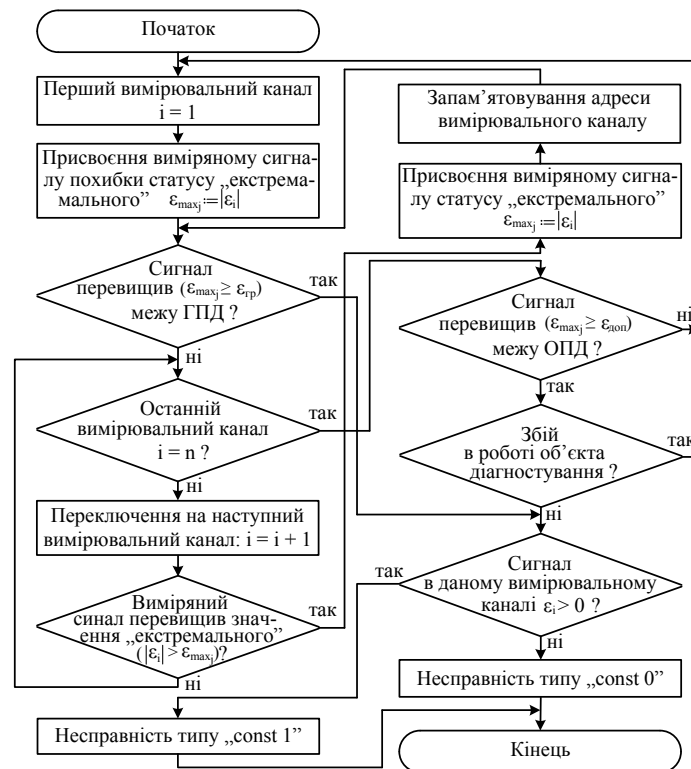 Початок
Перший вимірювальний канал
i = 1
Присвоєння виміряному сигна-
лу похибки статусу „екстрема-
мального” εmaxj := |εi|
Сигнал
перевищив (εmaxj ≥ εгр)
межу ГПД ?
так
ні
Останній
вимірювальний канал
i = n ?
так
ні
Переключення на наступний
вимірювальний канал: i = i + 1
Виміряний
синал перевищив знач-
чення „екстремального”
(|εi| > εmaxj)?
так
ні
Несправність типу „const 1”
Запам’ятовування адреси
вимірювального каналу
Присвоєння виміряному сигна-
лу статусу „екстремального”
εmaxj := |εi|
Сигнал
перевищив (εmaxj ≥ εдоп)
межу ОПД ?
ні
так
Збій
в роботі об’єкта
діагностування ?
так
ні
Сигнал
в даному вимірювальному
каналі εi > 0 ?
так
ні
Несправність типу „const 0”
Кінець